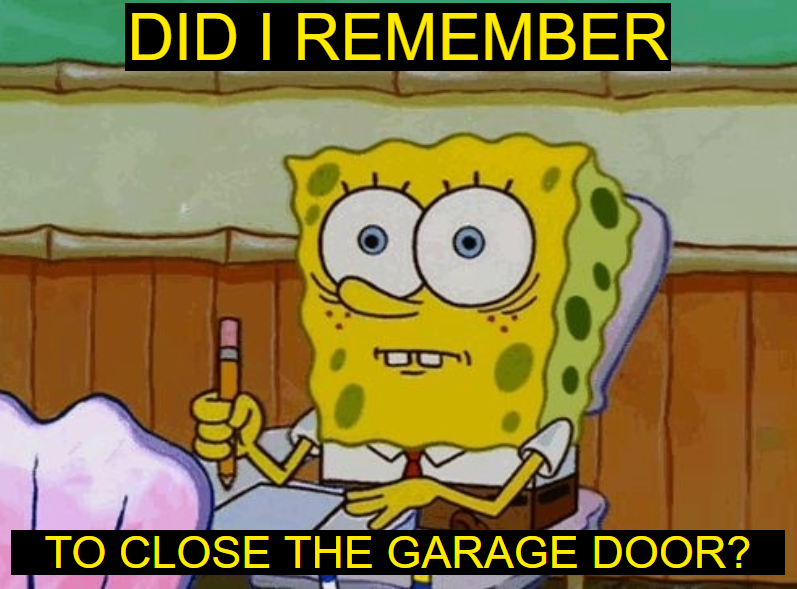 DID I REMEMBER
TO CLOSE THE GARAGE DOOR?